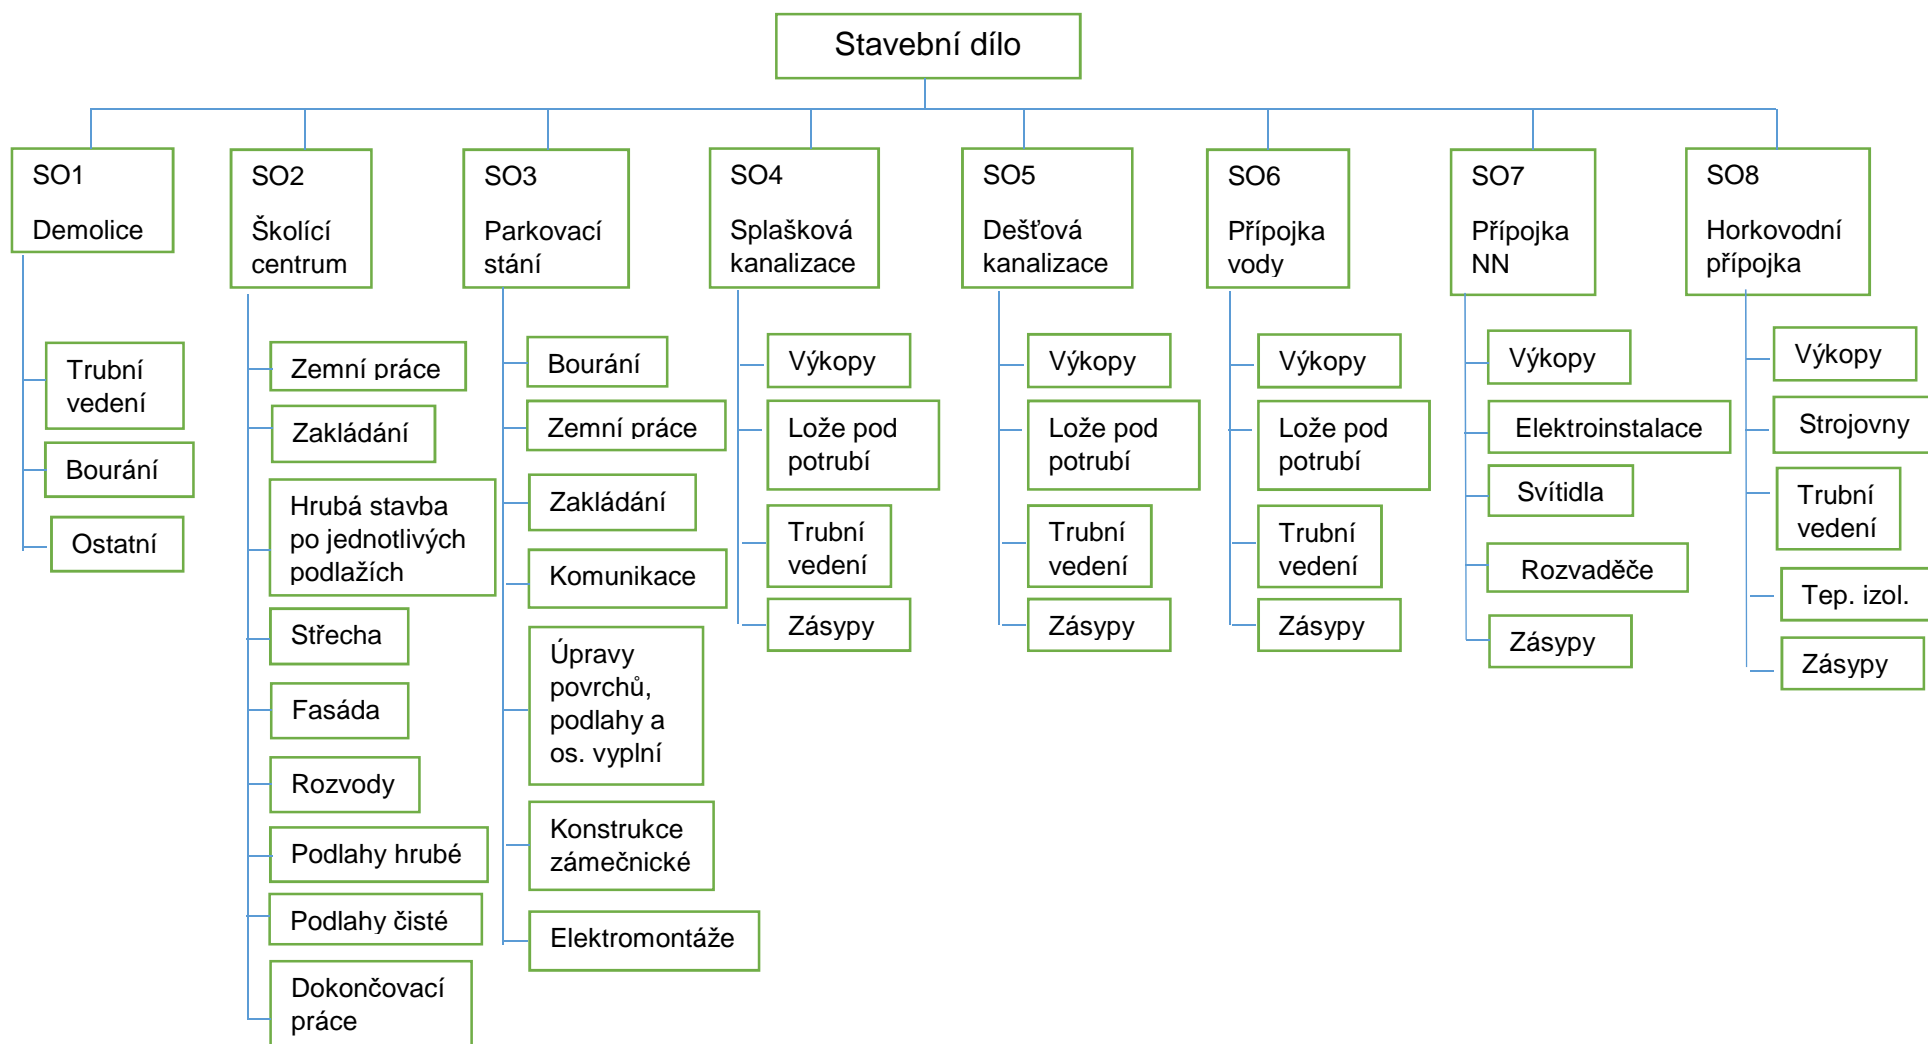 Stavební dílo
SO1
Demolice
Trubní
vedení
Bourání
Ostatní
SO2
Školící
centrum
Zemní práce
Zakládání
Hrubá stavba
po jednotlivých
podlažích
Střecha
Fasáda
Rozvody
Podlahy hrubé
Podlahy čisté
Dokončovací
práce
SO3
Parkovací
stání
Bourání
Zemní práce
Zakládání
Komunikace
Úpravy
povrchů,
podlahy a
os. vyplní
Konstrukce
zámečnické
Elektromontáže
SO4
Splašková
kanalizace
Výkopy
Lože pod
potrubí
Trubní
vedení
Zásypy
SO5
Dešťová
kanalizace
Výkopy
Lože pod
potrubí
Trubní
vedení
Zásypy
SO6
Přípojka
vody
Výkopy
Lože pod
potrubí
Trubní
vedení
Zásypy
SO7
Přípojka
NN
Výkopy
Elektroinstalace
Svítidla
Rozvaděče
Zásypy
SO8
Horkovodní
přípojka
Výkopy
Strojovny
Trubní
vedení
Tep. izol.
Zásypy